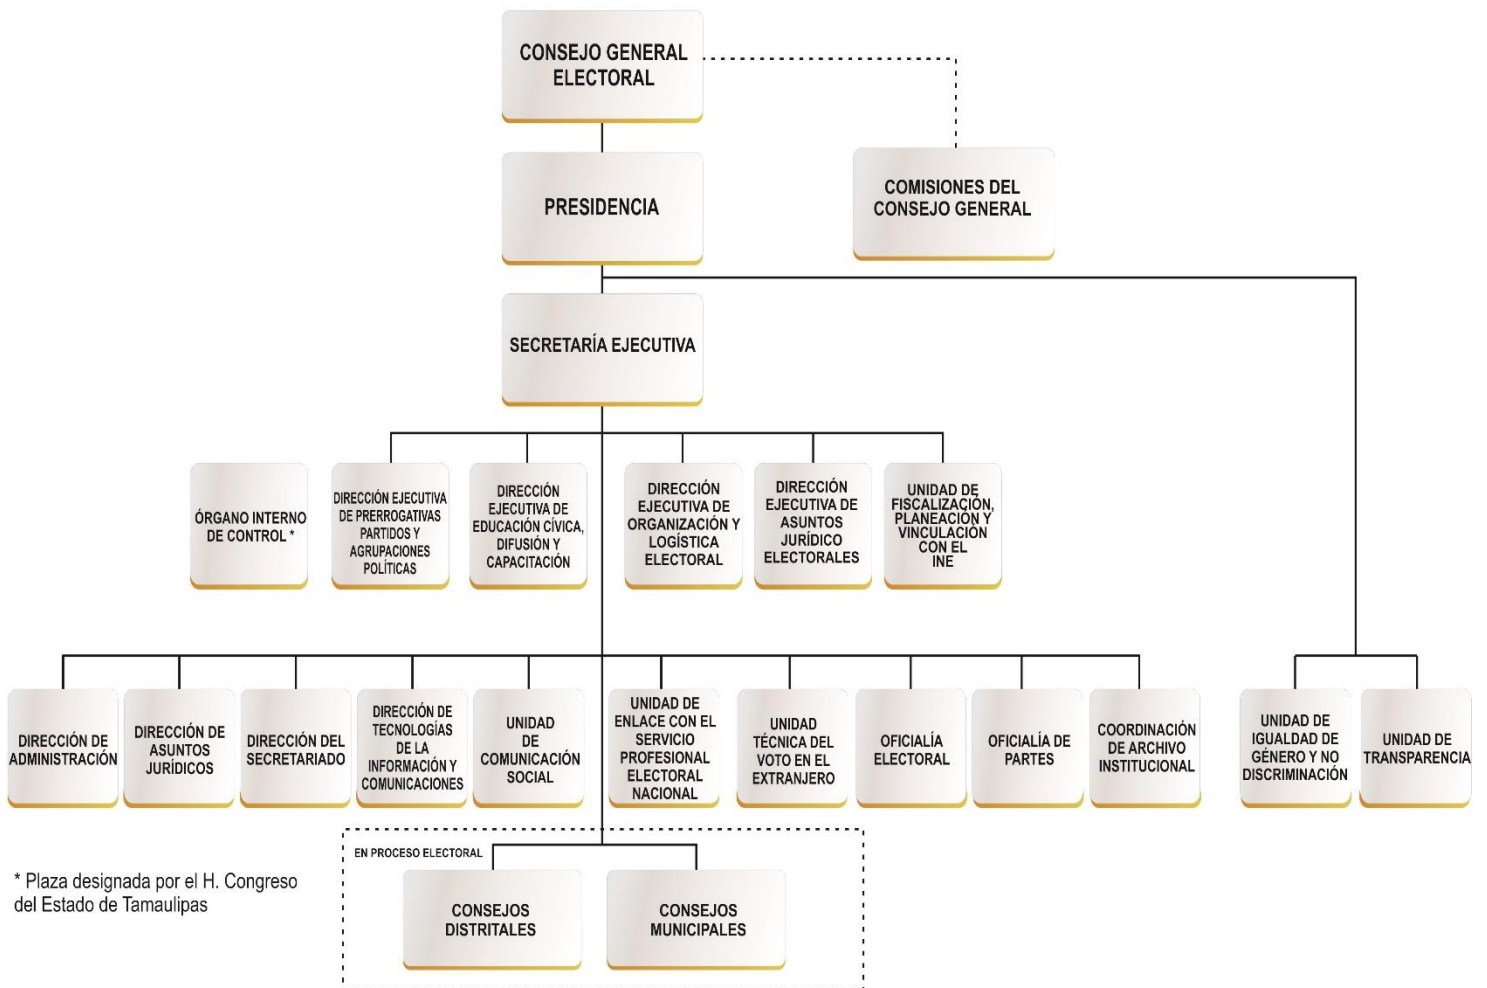 CONSEJO GENERAL
ELECTORAL
PRESIDENCIA
COMISIONES DEL
CONSEJO GENERAL
SECRETARÍA EJECUTIVA
ÓRGANO INTERNO
DE CONTROL *
DIRECCIÓN EJECUTIVA
DE PRERROGATIVAS
PARTIDOS Y
AGRUPACIONES
POLÍTICAS
DIRECCIÓN
EJECUTIVA DE
EDUCACIÓN CÍVICA,
DIFUSIÓN Y
CAPACITACIÓN
DIRECCIÓN
EJECUTIVA DE
ORGANIZACIÓN Y
LOGÍSTICA
ELECTORAL
DIRECCIÓN
EJECUTIVA DE
ASUNTOS
JURÍDICO
ELECTORALES
UNIDAD DE
FISCALIZACIÓN,
PLANEACIÓN Y
VINCULACIÓN
CON EL
INE
DIRECCIÓN DE
ADMINISTRACIÓN
DIRECCIÓN DE
ASUNTOS
JURÍDICOS
DIRECCIÓN DEL
SECRETARIADO
DIRECCIÓN DE
TECNOLOGÍAS
DE LA
INFORMACIÓN Y
COMUNICACIONES
UNIDAD
DE
COMUNICACIÓN
SOCIAL
UNIDAD DE
ENLACE CON EL
SERVICIO
PROFESIONAL
ELECTORAL
NACIONAL
UNIDAD
TÉCNICA DEL
VOTO EN EL
EXTRANJERO
OFICIALÍA
ELECTORAL
OFICIALÍA DE
PARTES
COORDINACIÓN
DE ARCHIVO
INSTITUCIONAL
UNIDAD DE
IGUALDAD DE
GÉNERO Y NO
DISCRIMINACIÓN
UNIDAD DE
TRANSPARENCIA
EN PROCESO ELECTORAL
CONSEJOS
DISTRITALES
CONSEJOS
MUNICIPALES
* Plaza designada por el H. Congreso
del Estado de Tamaulipas